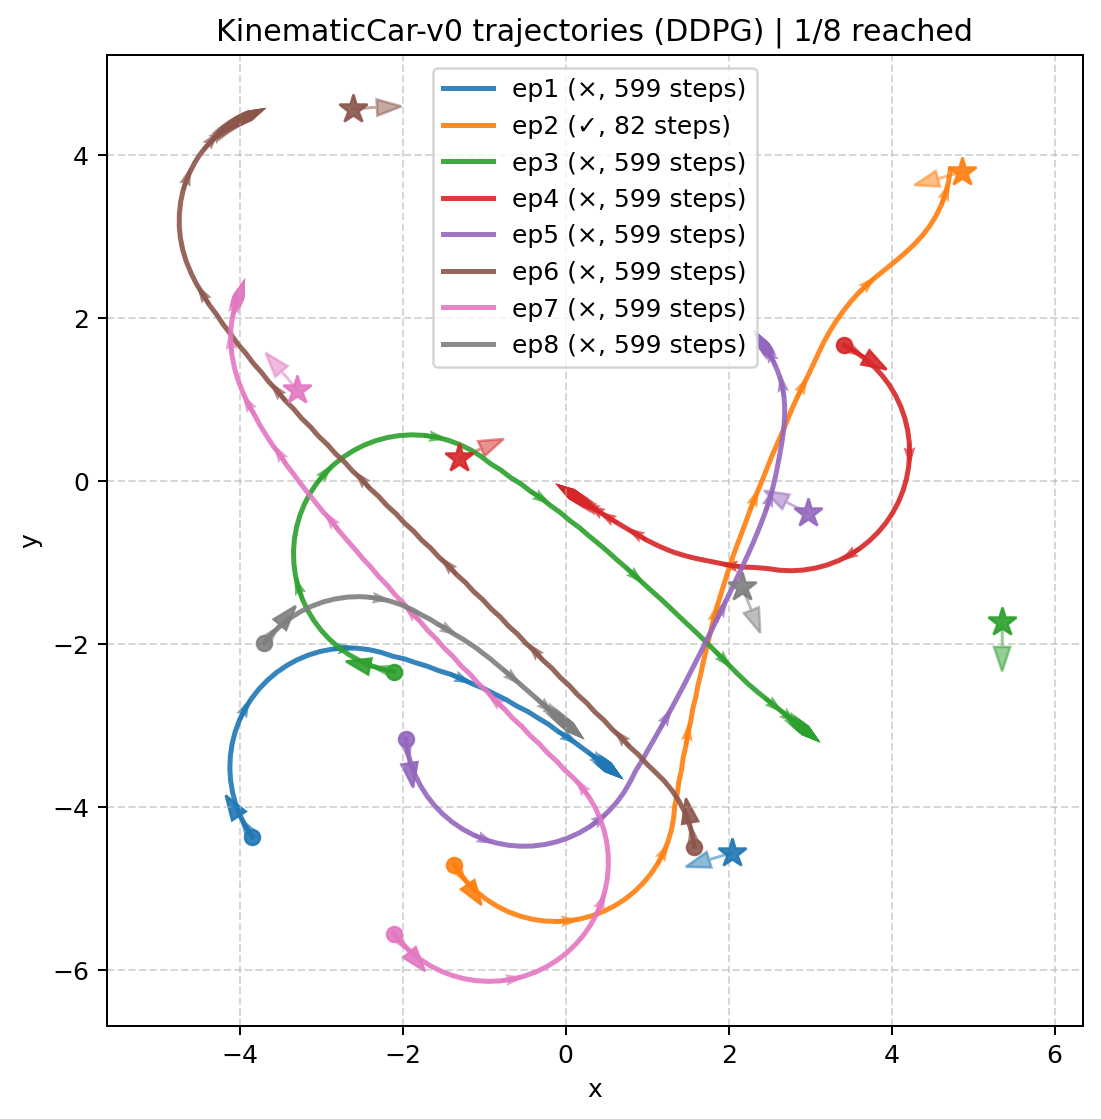 KinematicCar-v0 trajectories (DDPG) | 1/8 reached
ep1 (×, 599 steps)
ep2 (✓, 82 steps)
ep3 (×, 599 steps)
ep4 (×, 599 steps)
ep5 (×, 599 steps)
ep6 (×, 599 steps)
ep7 (×, 599 steps)
ep8 (×, 599 steps)
4
2
0
−2
−4
−6
y
−4 −2 0 2 4 6
x